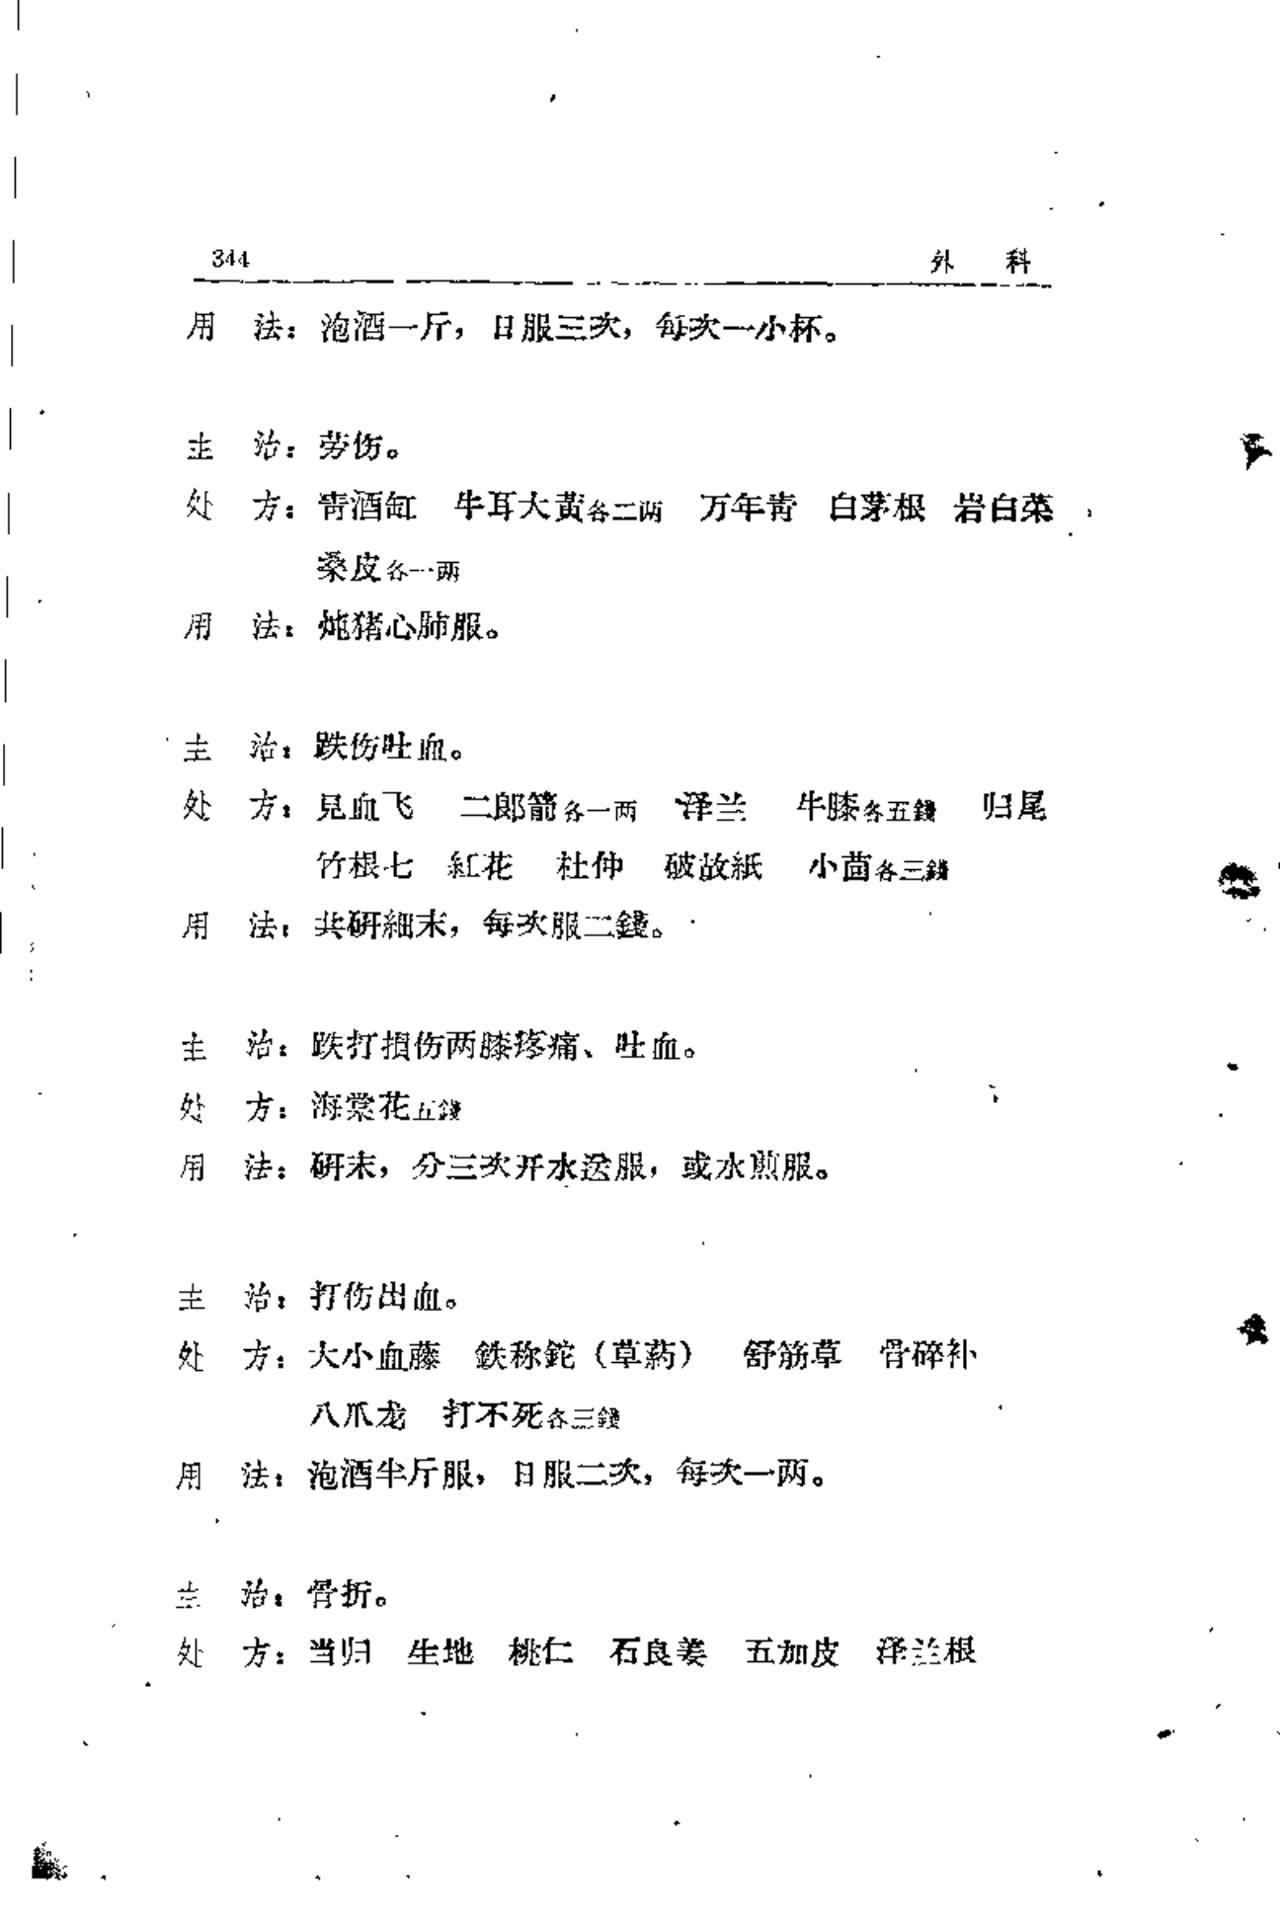 344 外 科
用 法：泡酒一斤，日服三次，每次一小杯。
主 治：劳伤。
处 方：青酒缸 牛耳大黃各二两 万年青 白茅根 岩白菜
桑皮各一两
用 法：炖猪心肺服。
主 治：跌伤吐血。
处 方：見血飞 二郎箭各一两 泽兰 牛膝各五錢 归尾
竹根七 紅花 杜仲 破故紙 小茴各三錢
用 法：共研細末，每次服二錢。
主 治：跌打損伤两膝疼痛、吐血。
处 方：海棠花五錢
用 法：研末，分三次开水送服，或水煎服。
主 治：打伤出血。
处 方：大小血藤 鉄称鉈（草葯） 舒筋草 骨碎补
八爪龙 打不死各三錢
用 法：泡酒半斤服，日服二次，每次一两。
主 治：骨折。
处 方：当归 生地 桃仁 石良姜 五加皮 泽兰根